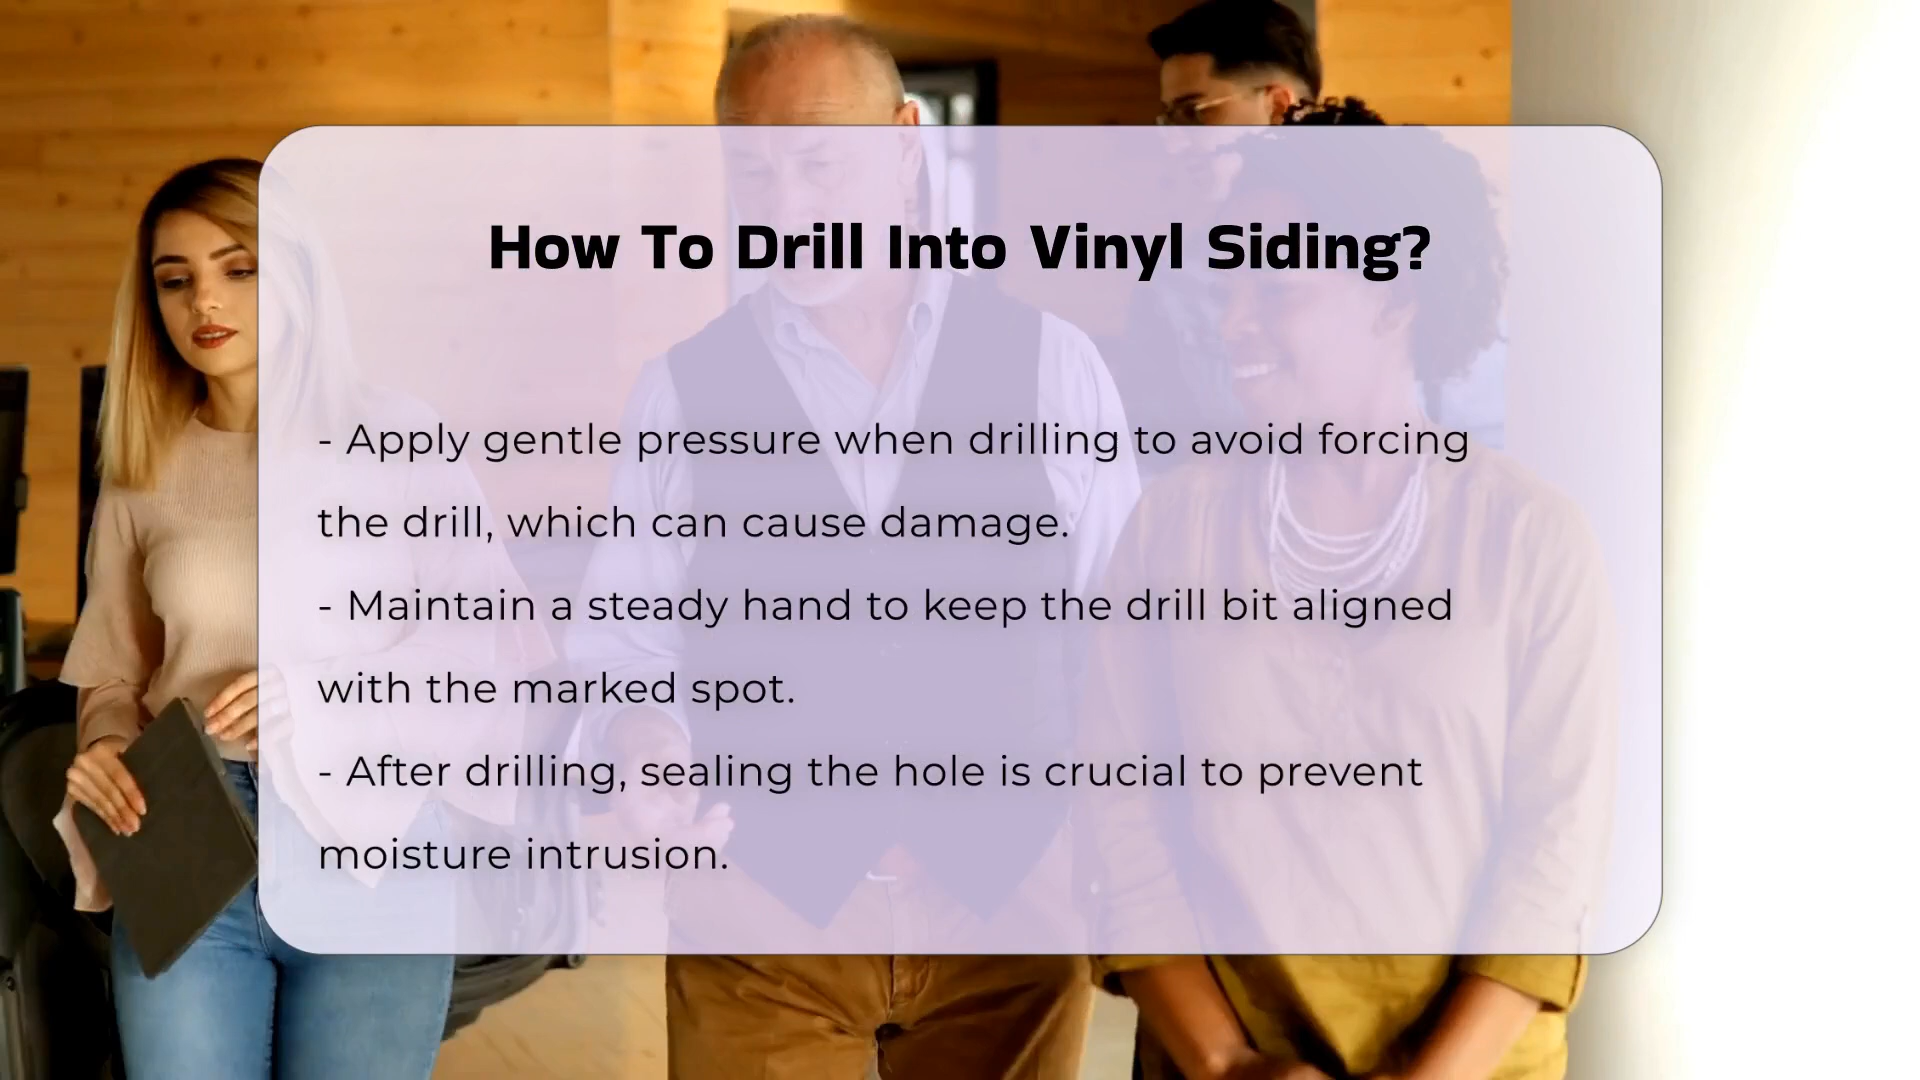 How To Drill Into Vinyl Siding?
- Apply gentle pressure when drilling to avoid forcing
the drill, which can cause damage.
- Maintain a steady hand to keep the drill bit aligned
with the marked spot.
- After drilling, sealing the hole is crucial to prevent
moisture intrusion.